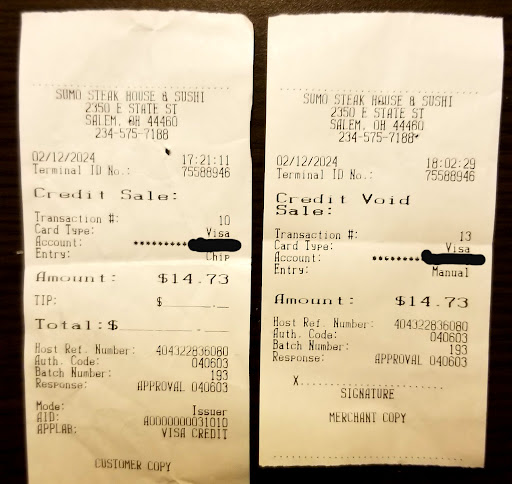 SUMO STEAK HOUSE & SUSHI
2350 E STATE ST
SALEM, OH 44460
234-575-7188
02/12/2024 17:21:11
Terminal ID No.: 75588946
Credit Sale:
Transaction #: 10
Card Type: Visa
Account: *********
Entry: Chip
Amount: $14.73
TIP: $______.__
Total:$______.__
Host Ref. Number: 404322836080
Auth. Code: 040603
Batch Number: 193
Response: APPROVAL 040603
Mode: Issuer
AID: A0000000031010
APPLAB: VISA CREDIT
CUSTOMER COPY
SUMO STEAK HOUSE & SUSHI
2350 E STATE ST
SALEM, OH 44460
234-575-7188
02/12/2024 18:02:29
Terminal ID No.: 75588946
Credit Void
Sale:
Transaction #: 13
Card Type: Visa
Account: ********
Entry: Manual
Amount: $14.73
Host Ref. Number: 404322836080
Auth. Code: 040603
Batch Number: 193
Response: APPROVAL 040603
X..............................
SIGNATURE
MERCHANT COPY